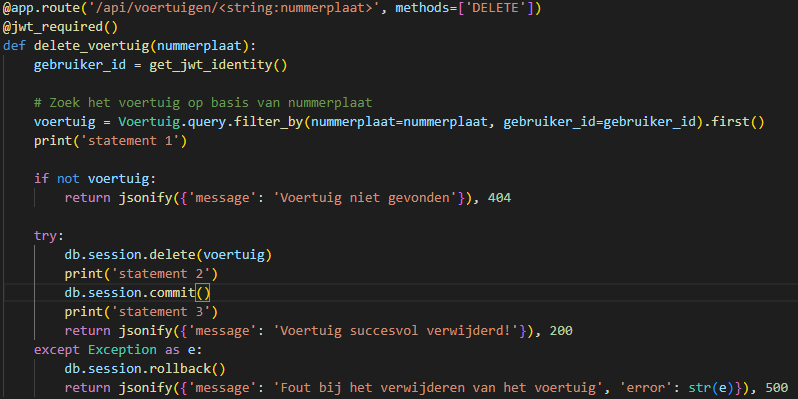 @app.route('/api/voertuigen/<string:nummerplaat>', methods=['DELETE'])
@jwt_required()
def delete_voertuig(nummerplaat):
    gebruiker_id = get_jwt_identity()

    # Zoek het voertuig op basis van nummerplaat
    voertuig = Voertuig.query.filter_by(nummerplaat=nummerplaat, gebruiker_id=gebruiker_id).first()
    print('statement 1')

    if not voertuig:
        return jsonify({'message': 'Voertuig niet gevonden'}), 404

    try:
        db.session.delete(voertuig)
        print('statement 2')
        db.session.commit()
        print('statement 3')
        return jsonify({'message': 'Voertuig succesvol verwijderd!'}), 200
    except Exception as e:
        db.session.rollback()
        return jsonify({'message': 'Fout bij het verwijderen van het voertuig', 'error': str(e)}), 500